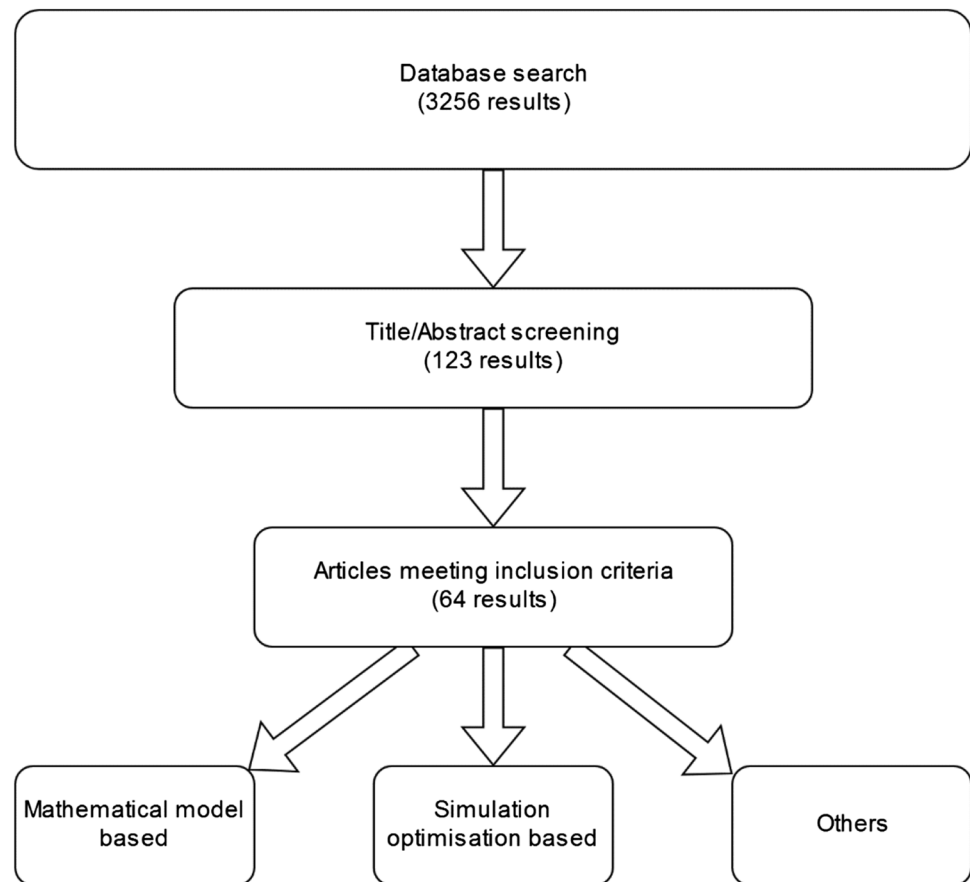 Database search
(3256 results)
Title/Abstract screening
(123 results)
Articles meeting inclusion criteria
(64 results)
Mathematical model
based
Simulation
optimisation based
Others